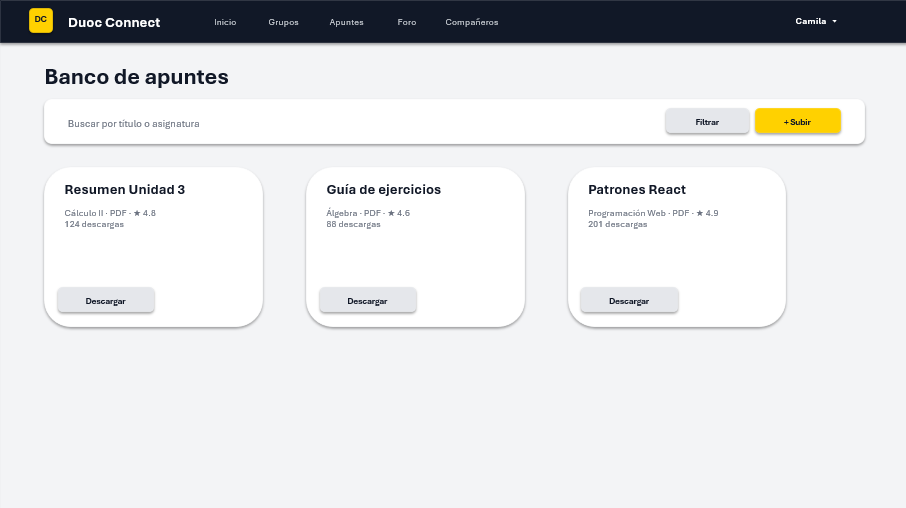 DC
Duoc Connect
Inicio
Grupos
Apuntes
Foro
Compañeros
Camila
Banco de apuntes
Buscar por título o asignatura
Filtrar
+ Subir
Resumen Unidad 3
Cálculo II · PDF · ★ 4.8
124 descargas
Descargar
Guía de ejercicios
Álgebra · PDF · ★ 4.6
88 descargas
Descargar
Patrones React
Programación Web · PDF · ★ 4.9
201 descargas
Descargar